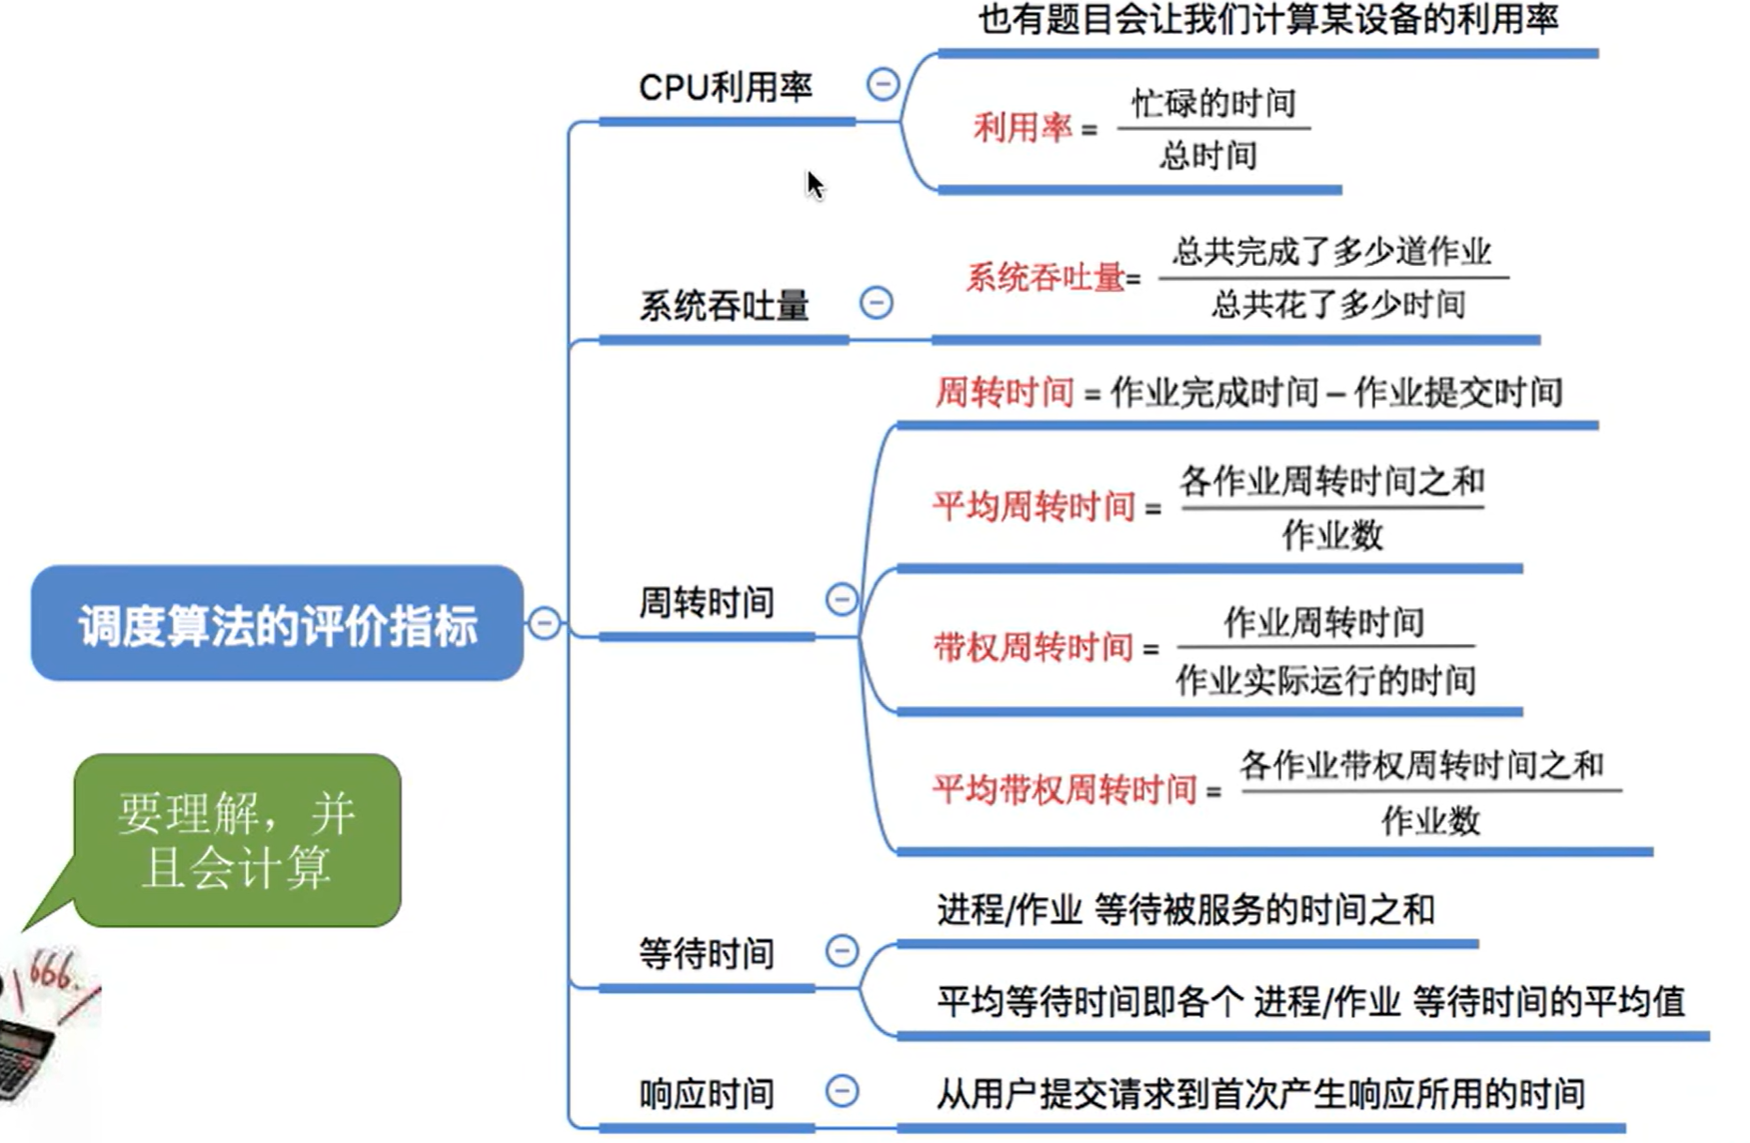 也有题目会让我们计算某设备的利用率
CPU利用率
利用率 = 忙碌的时间 / 总时间
系统吞吐量
系统吞吐量= 总共完成了多少道作业 / 总共花了多少时间
周转时间 = 作业完成时间 – 作业提交时间
平均周转时间 = 各作业周转时间之和 / 作业数
周转时间
带权周转时间 = 作业周转时间 / 作业实际运行的时间
平均带权周转时间 = 各作业带权周转时间之和 / 作业数
调度算法的评价指标
要理解，并
且会计算
666.
进程/作业 等待被服务的时间之和
等待时间
平均等待时间即各个 进程/作业 等待时间的平均值
响应时间
从用户提交请求到首次产生响应所用的时间